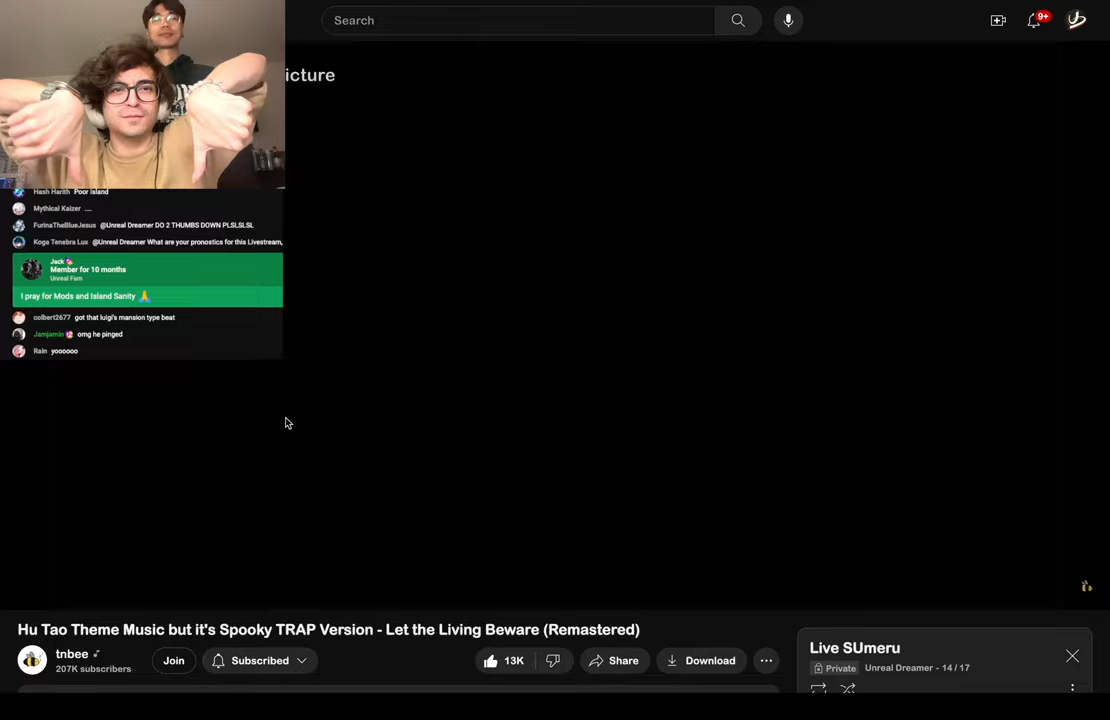 Search
9+
icture
Hash Harith Poor island
Mythical Kaizer ....
FurinaTheBlueJesus @Unreal Dreamer DO 2 THUMBS DOWN PLSLSLSL
Koga Tenebra Lux @Unreal Dreamer What are your pronostics for this Livestream,
Jack
Member for 10 months
Unreal Fam
I pray for Mods and Island Sanity 🙏
colbert2677 got that luigi's mansion type beat
Jamjamin omg he pinged
Rain yoooooo
Hu Tao Theme Music but it's Spooky TRAP Version - Let the Living Beware (Remastered)
tnbee
207K subscribers
Join
Subscribed
13K
Share
Download
Live SUmeru
Private Unreal Dreamer - 14 / 17